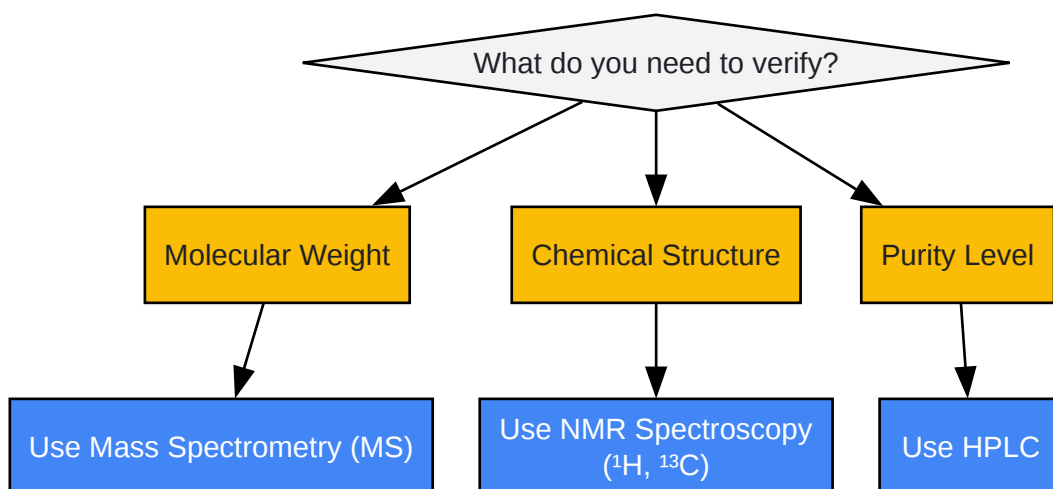 What do you need to verify?
Molecular Weight
Chemical Structure
Purity Level
Use Mass Spectrometry (MS)
Use NMR Spectroscopy
(¹H, ¹³C)
Use HPLC